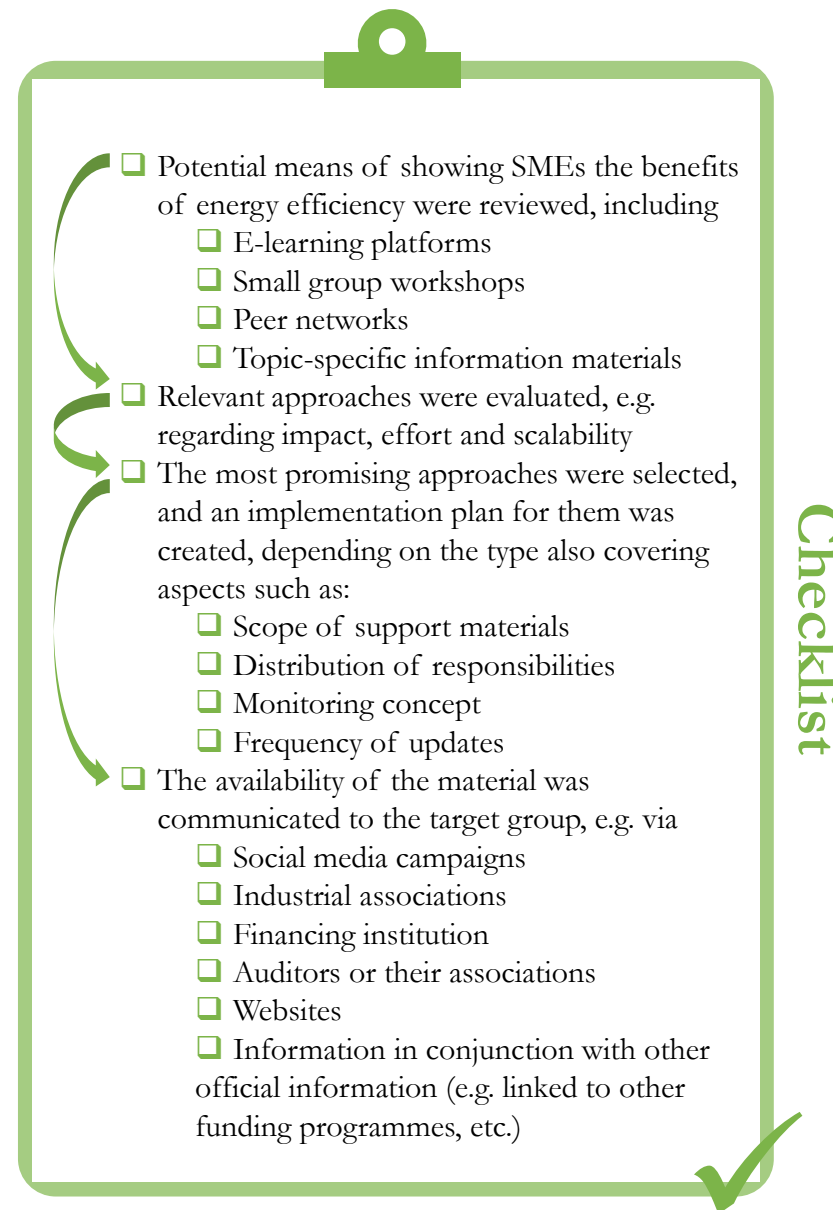 ❑ Potential means of showing SMEs the benefits
of energy efficiency were reviewed, including
❑ E-learning platforms
❑ Small group workshops
❑ Peer networks
❑ Topic-specific information materials
❑ Relevant approaches were evaluated, e.g.
regarding impact, effort and scalability
❑ The most promising approaches were selected,
and an implementation plan for them was
created, depending on the type also covering
aspects such as:
❑ Scope of support materials
❑ Distribution of responsibilities
❑ Monitoring concept
❑ Frequency of updates
❑ The availability of the material was
communicated to the target group, e.g. via
❑ Social media campaigns
❑ Industrial associations
❑ Financing institution
❑ Auditors or their associations
❑ Websites
❑ Information in conjunction with other
official information (e.g. linked to other
funding programmes, etc.)
Checklist